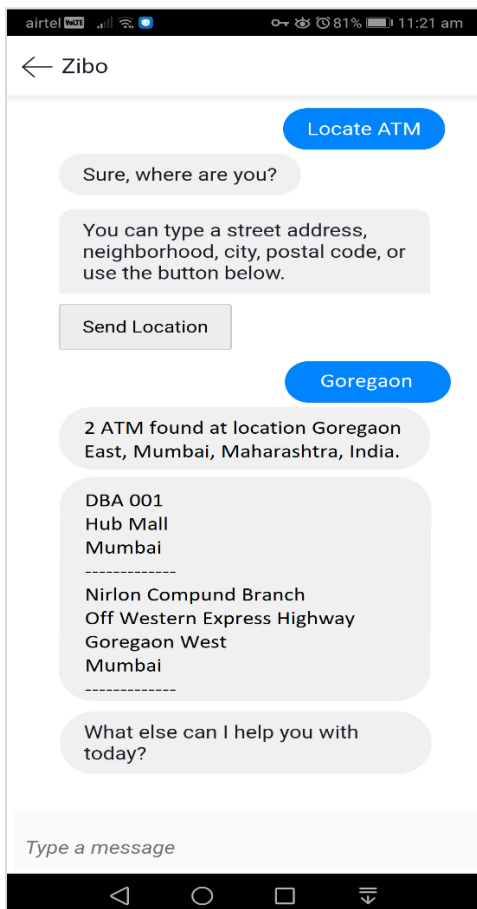 airtel VoLTE 81% 11:21 am
Zibo
Locate ATM
Sure, where are you?
You can type a street address,
neighborhood, city, postal code, or
use the button below.
Send Location
Goregaon
2 ATM found at location Goregaon
East, Mumbai, Maharashtra, India.
DBA 001
Hub Mall
Mumbai
-------------
Nirlon Compund Branch
Off Western Express Highway
Goregaon West
Mumbai
-------------
What else can I help you with
today?
Type a message